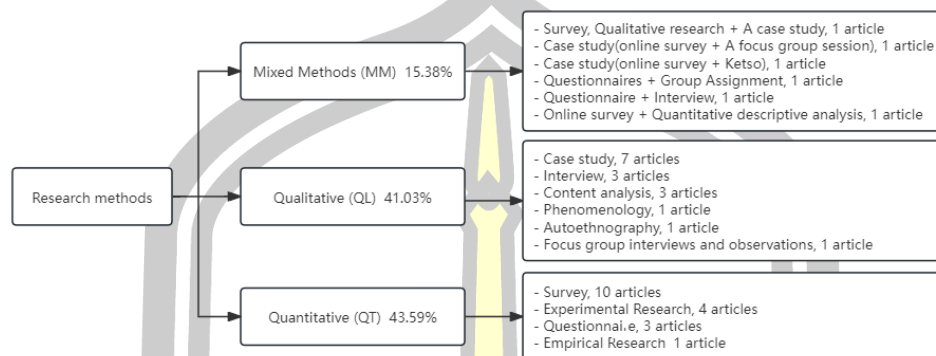 Mixed Methods (MM) 15.38%
- Survey, Qualitative research + A case study, 1 article
- Case study(online survey + A focus group session), 1 article
- Case study(online survey + Ketso), 1 article
- Questionnaires + Group Assignment, 1 article
- Questionnaire + Interview, 1 article
- Online survey + Quantitative descriptive analysis, 1 article
Research methods
Qualitative (QL) 41.03%
- Case study, 7 articles
- Interview, 3 articles
- Content analysis, 3 articles
- Phenomenology, 1 article
- Autoethnography, 1 article
- Focus group interviews and observations, 1 article
Quantitative (QT) 43.59%
- Survey, 10 articles
- Experimental Research, 4 articles
- Questionnai.e, 3 articles
- Empirical Research 1 article